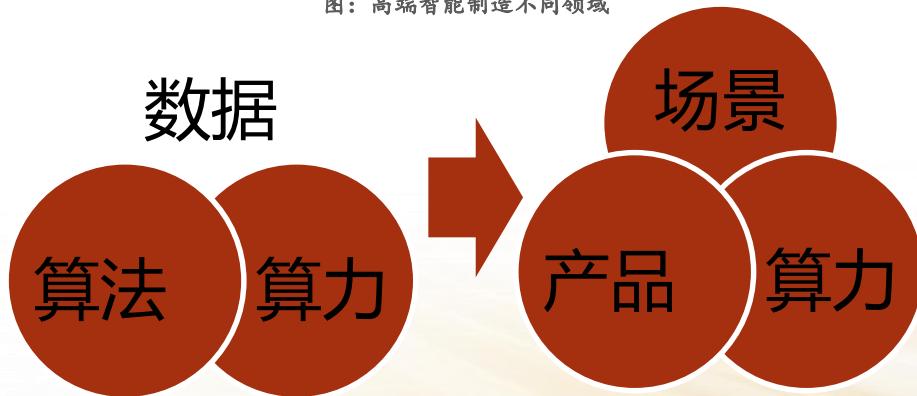 图：高端智能制造不同领域
数据
算法
算力
场景
产品
算力